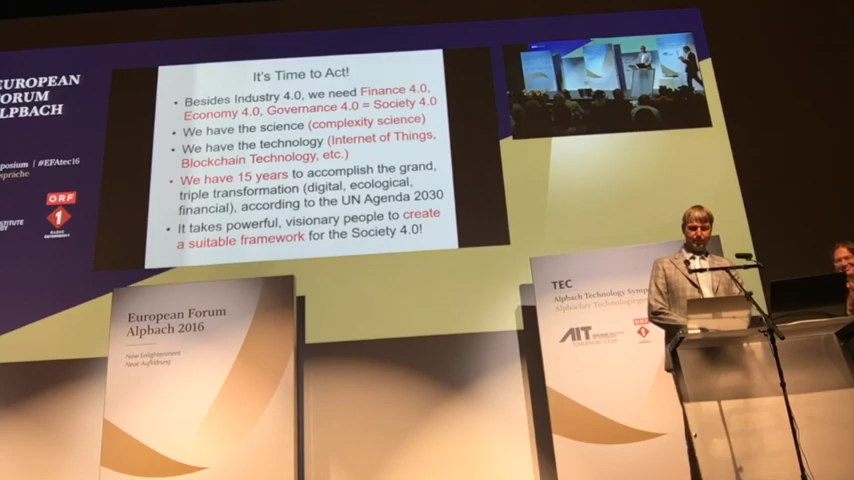 EUROPEAN
FORUM
ALPBACH
#EFAtec16
ORF
1
It's Time to Act!
• Besides Industry 4.0, we need Finance 4.0,
Economy 4.0, Governance 4.0 = Society 4.0
• We have the science (complexity science)
• We have the technology (Internet of Things,
Blockchain Technology, etc.)
• We have 15 years to accomplish the grand,
triple transformation (digital, ecological,
financial), according to the UN Agenda 2030
• It takes powerful, visionary people to create
a suitable framework for the Society 4.0!
European Forum
Alpbach 2016
New Enlightenment
Neue Aufklärung
TEC
Alpbach Technology
Alpbacher
AIT
ORF
1